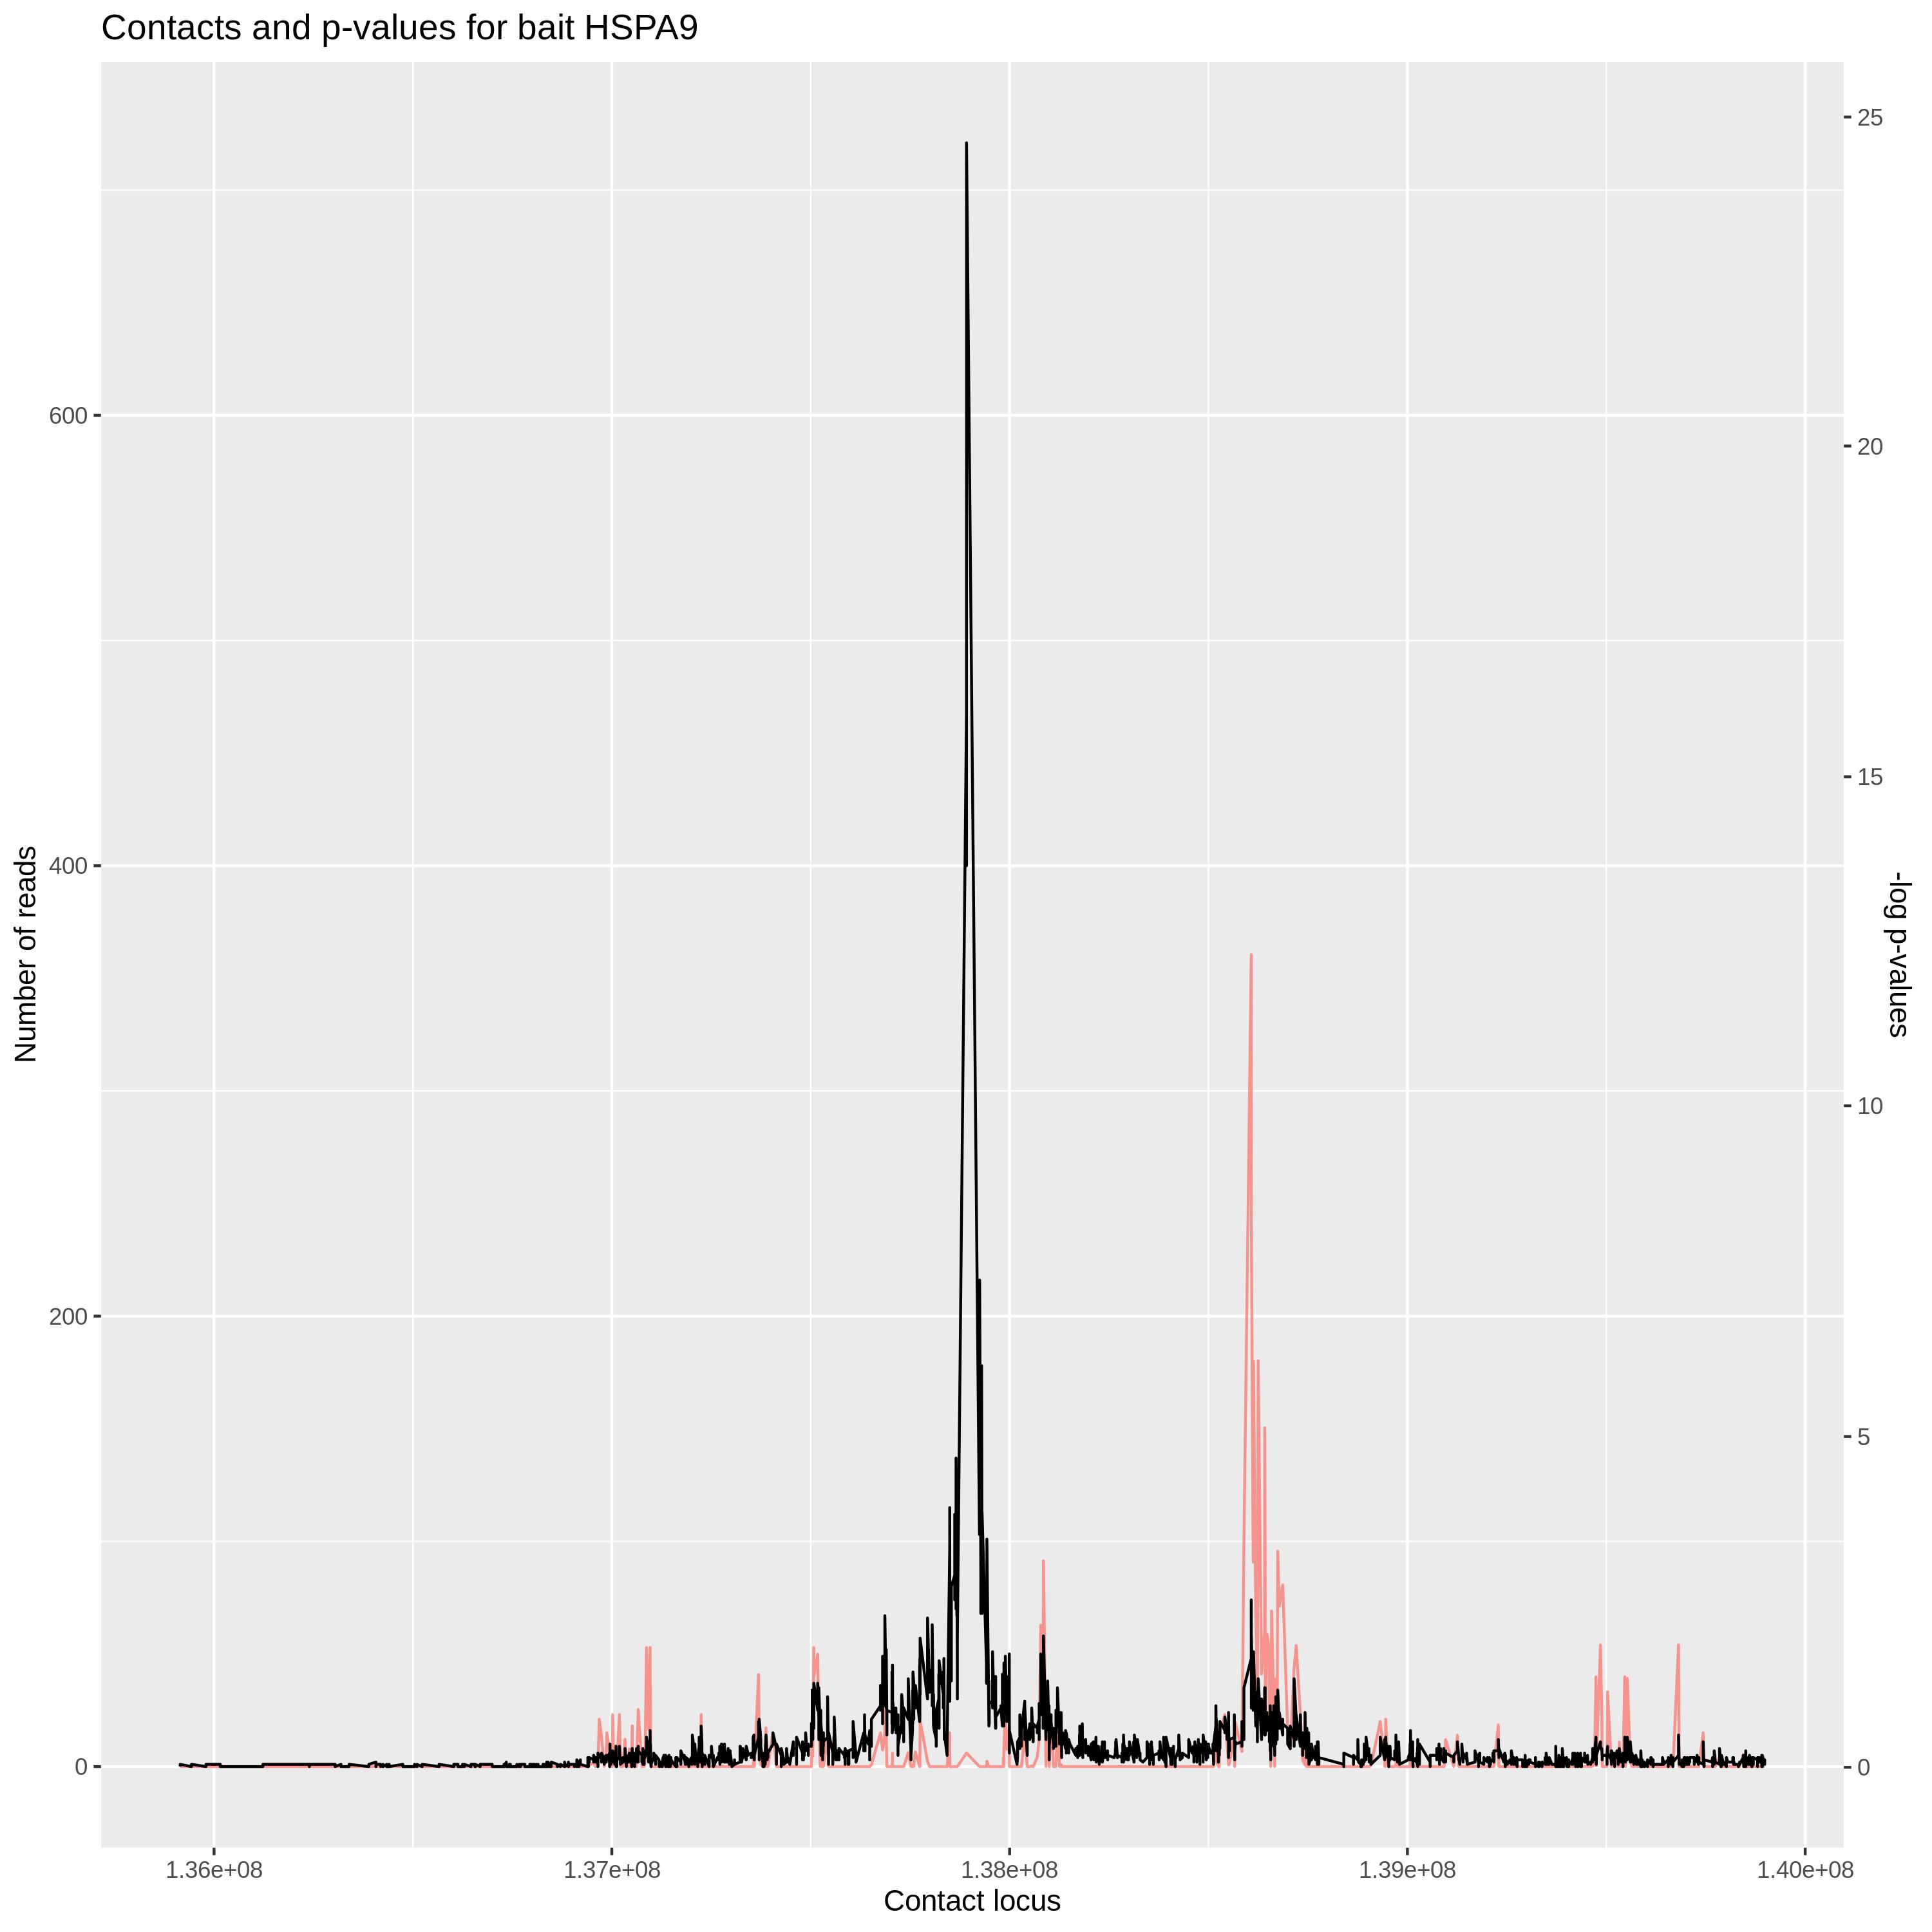 Contacts and p-values for bait HSPA9
25
600
20
Number of reads
400
15
-log p-values
10
200
5
0
0
1.36e+08
1.37e+08
1.38e+08
1.39e+08
1.40e+08
Contact locus